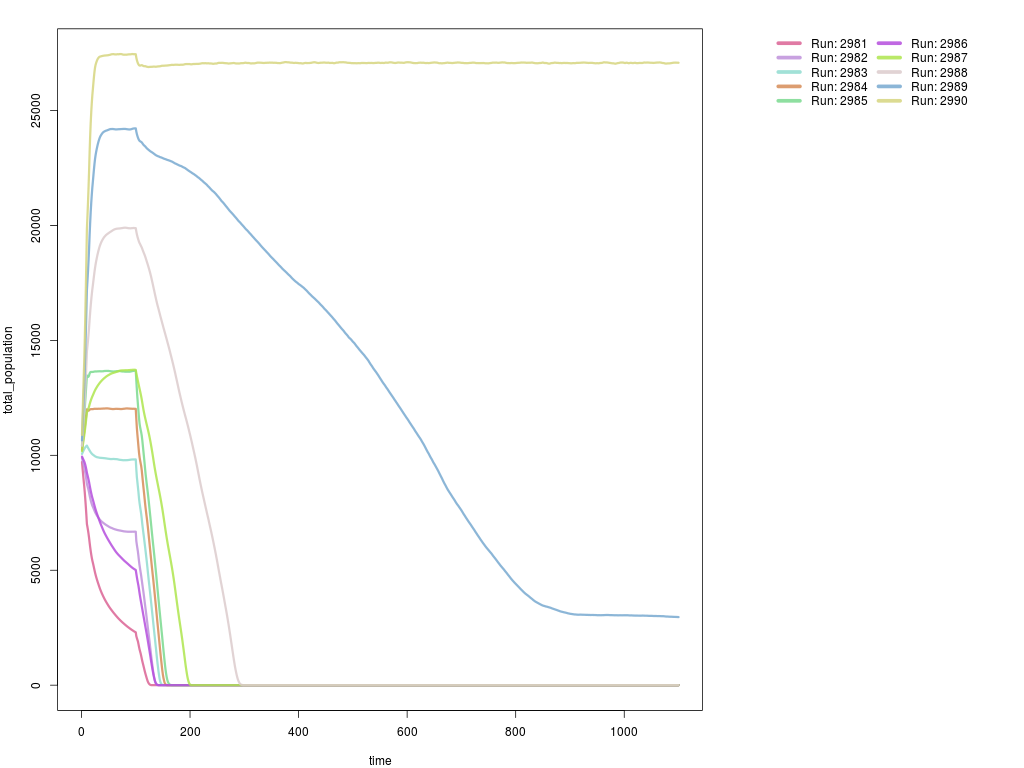 Run: 2981
Run: 2982
Run: 2983
Run: 2984
Run: 2985
Run: 2986
Run: 2987
Run: 2988
Run: 2989
Run: 2990
total_population
25000
20000
15000
10000
5000
0
0 200 400 600 800 1000
time